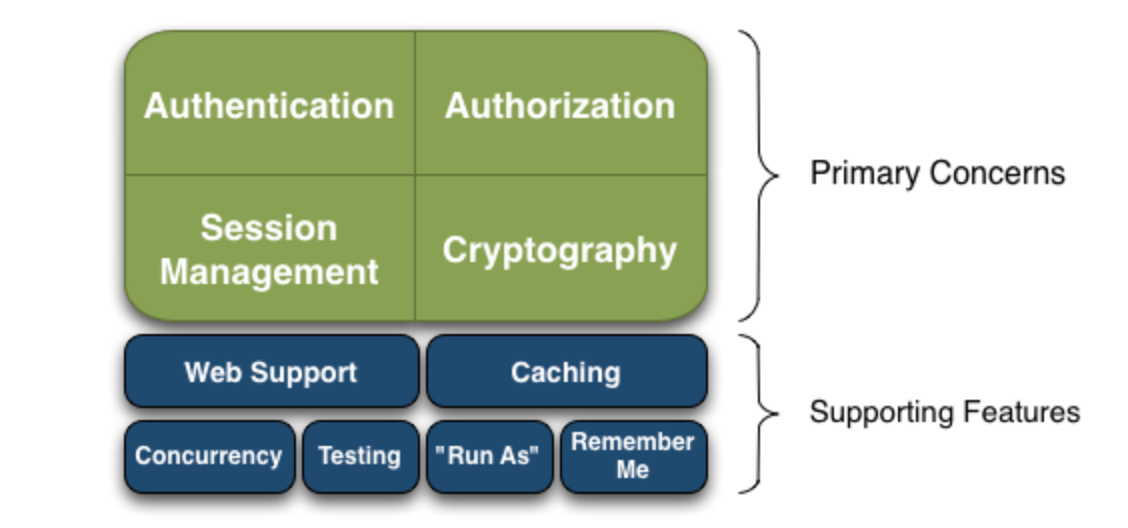 Authentication
Authorization
Primary Concerns
Session
Management
Cryptography
Web Support
Caching
Supporting Features
Concurrency
Testing
"Run As"
Remember
Me